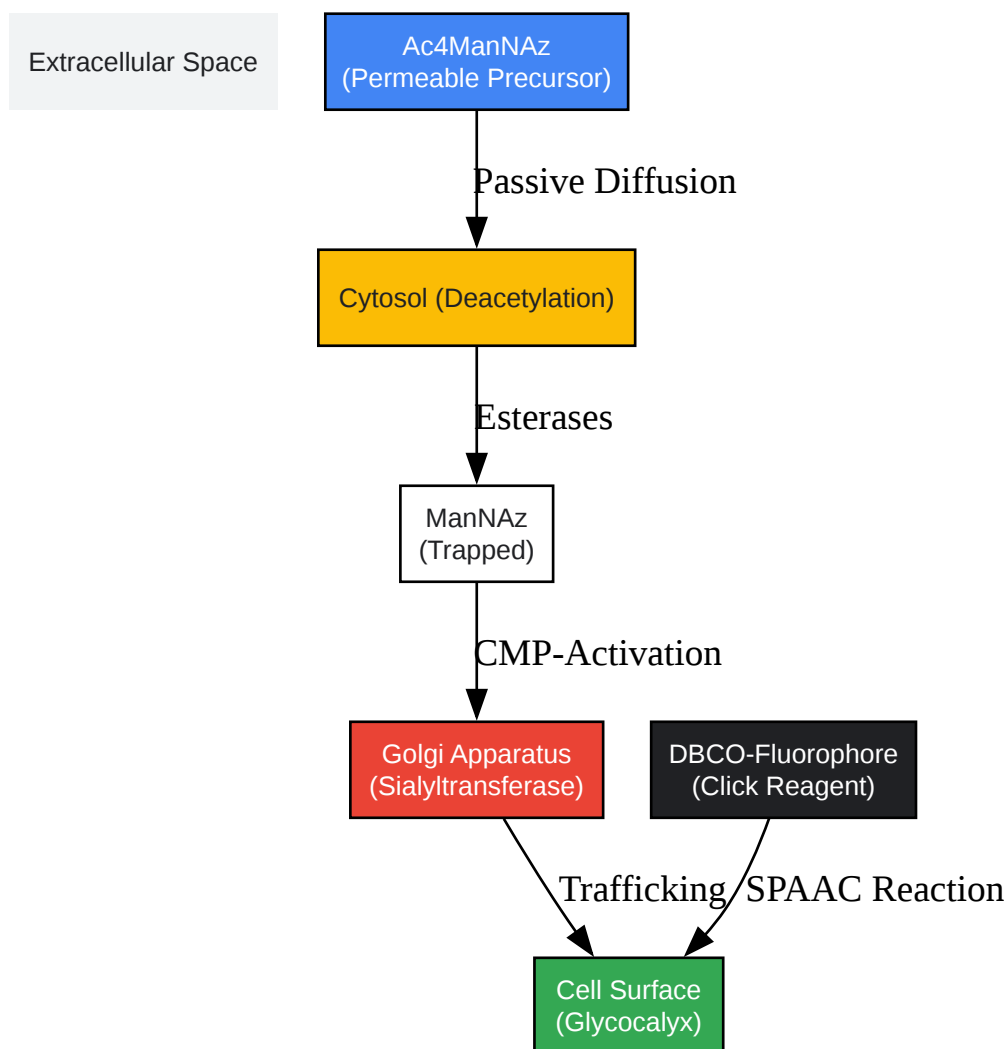 Extracellular Space
Ac4ManNAz
(Permeable Precursor)
Passive Diffusion
Cytosol (Deacetylation)
Esterases
ManNAz
(Trapped)
CMP-Activation
Golgi Apparatus
(Sialyltransferase)
DBCO-Fluorophore
(Click Reagent)
Trafficking
SPAAC Reaction
Cell Surface
(Glycocalyx)